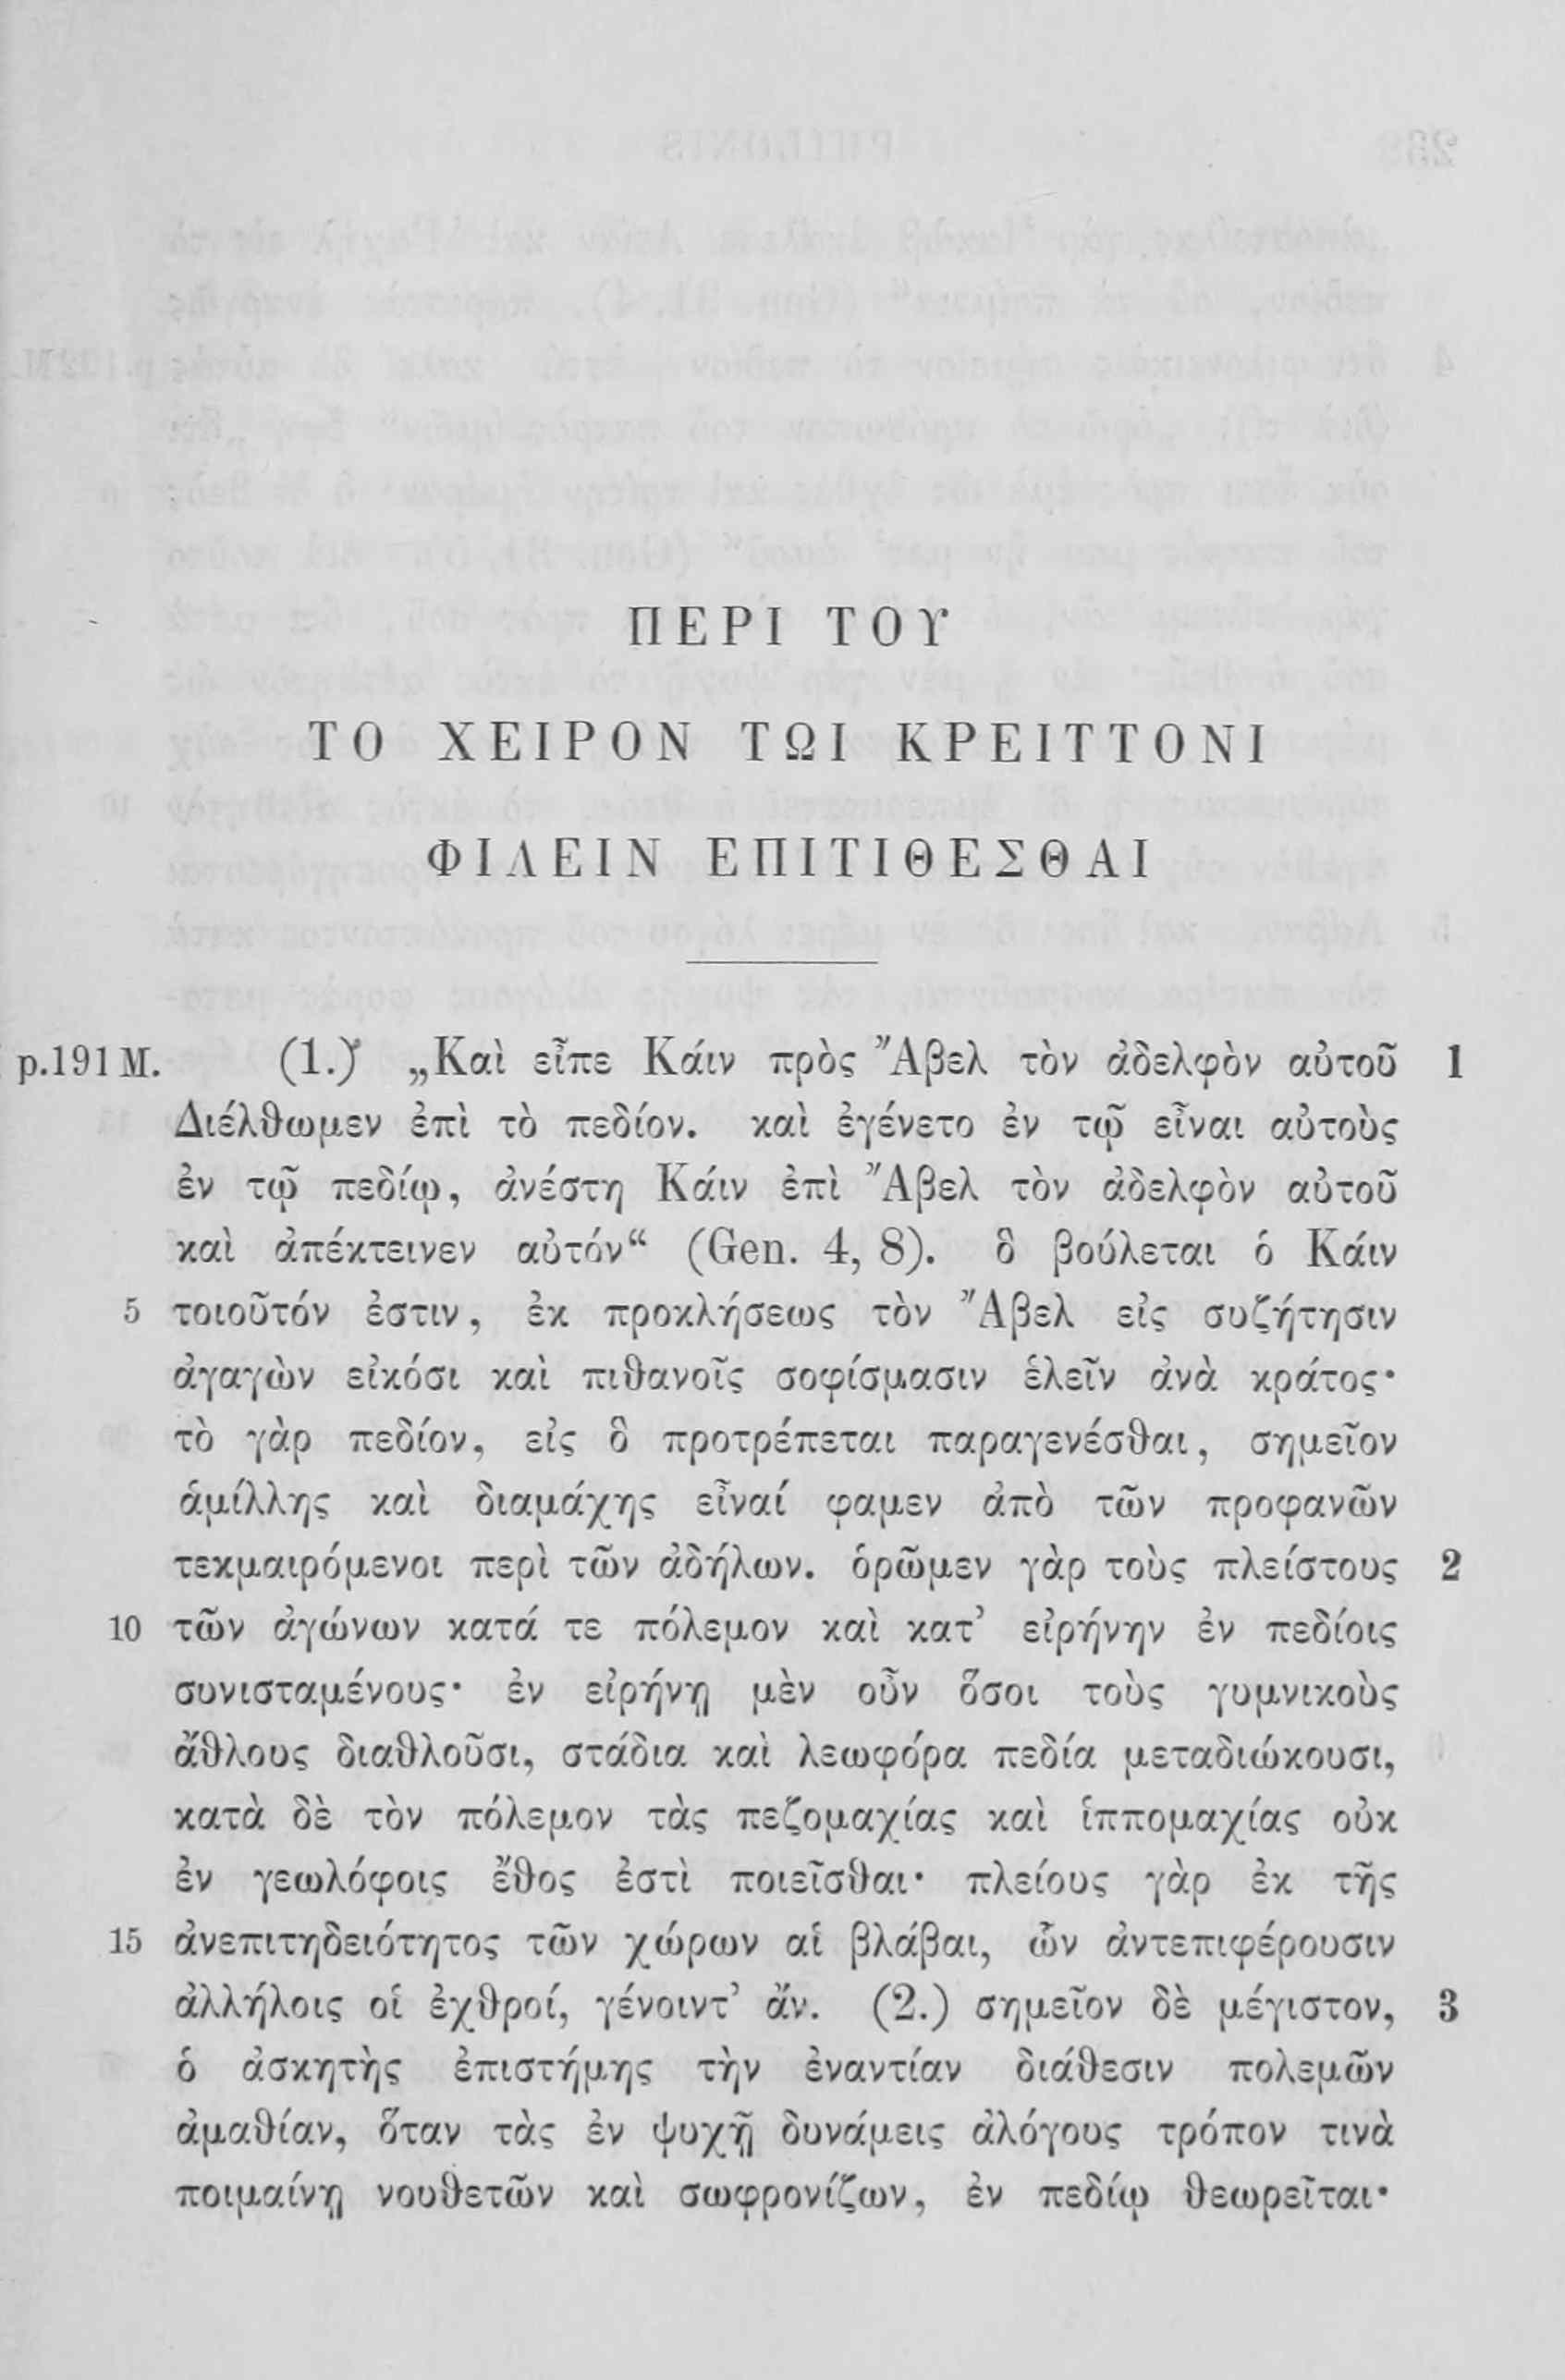 ΠΕΡΙ ΤΟΥ
ΤΟ ΧΕΙΡΟΝ ΤΩΙ ΚΡΕΙΤΤΟΝΙ
ΦΙΛΕΙΝ ΕΠΙΤΙΘΕΣΘΑΙ
p.191 M. (1.) „Καὶ εἶπε Κάιν πρὸς Ἄβελ τὸν ἀδελφὸν αὐτοῦ 1
Διέλθωμεν ἐπὶ τὸ πεδίον. καὶ ἐγένετο ἐν τῷ εἶναι αὐτοὺς
ἐν τῷ πεδίῳ, ἀνέστη Κάιν ἐπὶ Ἄβελ τὸν ἀδελφὸν αὐτοῦ
καὶ ἀπέκτεινεν αὐτόν“ (Gen. 4, 8). ὃ βούλεται ὁ Κάιν
5 τοιοῦτόν ἐστιν, ἐκ προκλήσεως τὸν Ἄβελ εἰς συζήτησιν
ἀγαγὼν εἰκόσι καὶ πιθανοῖς σοφίσμασιν ἑλεῖν ἀνὰ κράτος·
τὸ γὰρ πεδίον, εἰς ὃ προτρέπεται παραγενέσθαι, σημεῖον
ἁμίλλης καὶ διαμάχης εἶναί φαμεν ἀπὸ τῶν προφανῶν
τεκμαιρόμενοι περὶ τῶν ἀδήλων. ὁρῶμεν γὰρ τοὺς πλείστους 2
10 τῶν ἀγώνων κατά τε πόλεμον καὶ κατ’ εἰρήνην ἐν πεδίοις
συνισταμένους· ἐν εἰρήνῃ μὲν οὖν ὅσοι τοὺς γυμνικοὺς
ἄθλους διαθλοῦσι, στάδια καὶ λεωφόρα πεδία μεταδιώκουσι,
κατὰ δὲ τὸν πόλεμον τὰς πεζομαχίας καὶ ἱππομαχίας οὐκ
ἐν γεωλόφοις ἔθος ἐστὶ ποιεῖσθαι· πλείους γὰρ ἐκ τῆς
15 ἀνεπιτηδειότητος τῶν χώρων αἱ βλάβαι, ὧν ἀντεπιφέρουσιν
ἀλλήλοις οἱ ἐχθροί, γένοιντ’ ἄν. (2.) σημεῖον δὲ μέγιστον, 3
ὁ ἀσκητὴς ἐπιστήμης τὴν ἐναντίαν διάθεσιν πολεμῶν
ἀμαθίαν, ὅταν τὰς ἐν ψυχῇ δυνάμεις ἀλόγους τρόπον τινὰ
ποιμαίνῃ νουθετῶν καὶ σωφρονίζων, ἐν πεδίῳ θεωρεῖται·